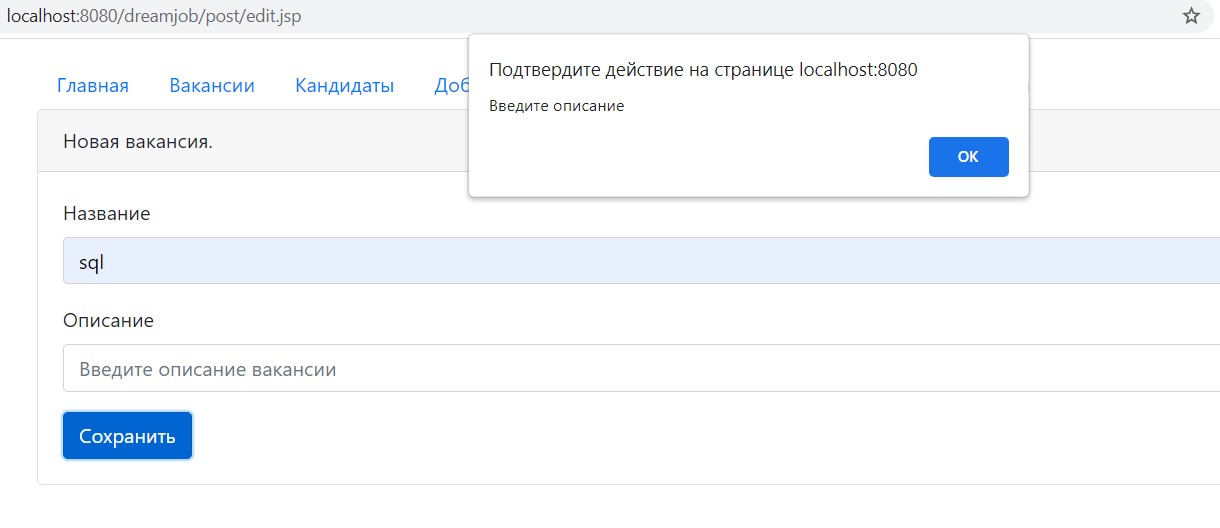 localhost:8080/dreamjob/post/edit.jsp
Подтвердите действие на странице localhost:8080
Введите описание
OK
Главная Вакансии Кандидаты
Новая вакансия.
Название
sql
Описание
Введите описание вакансии
Сохранить